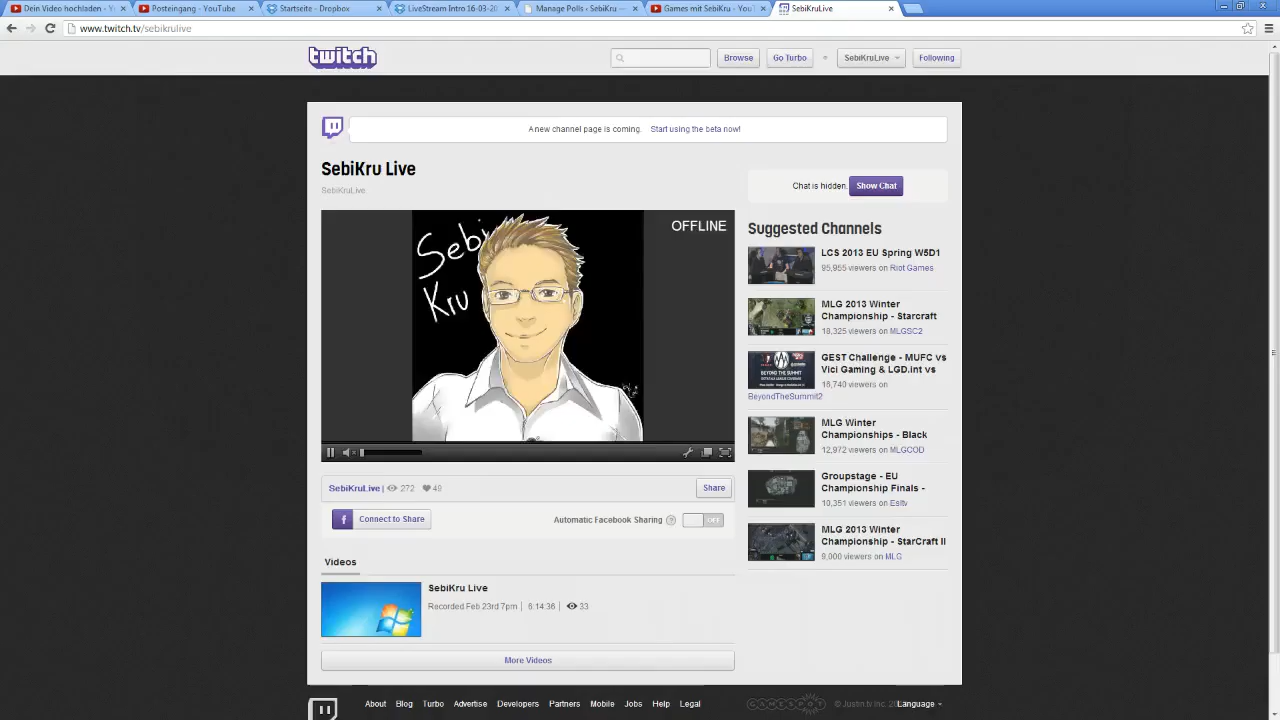 Dein Video hochladen - Y
Posteingang - YouTube
Startseite - Dropbox
LiveStream Intro 16-03-20
Manage Polls - SebiKru —
Games mit SebiKru - You
SebiKruLive
www.twitch.tv/sebikrulive
twitch
Browse
Go Turbo
SebiKruLive
Following
A new channel page is coming. Start using the beta now!
SebiKru Live
SebiKruLive
Chat is hidden. Show Chat
OFFLINE
Sebi
Kru
Suggested Channels
LCS 2013 EU Spring W5D1
95,955 viewers on Riot Games
MLG 2013 Winter
Championship - Starcraft
18,325 viewers on MLGSC2
GEST Challenge - MUFC vs
Vici Gaming & LGD.int vs
16,740 viewers on
BeyondTheSummit2
MLG Winter
Championships - Black
12,972 viewers on MLGCOD
Groupstage - EU
Championship Finals -
10,351 viewers on Esltv
MLG 2013 Winter
Championship - StarCraft II
9,000 viewers on MLG
SebiKruLive | 272 49
Share
f Connect to Share
Automatic Facebook Sharing ? OFF
Videos
SebiKru Live
Recorded Feb 23rd 7pm | 6:14:36 | 33
More Videos
About Blog Turbo Advertise Developers Partners Mobile Jobs Help Legal
GAMESPOT
© Justin.tv Inc.
Language